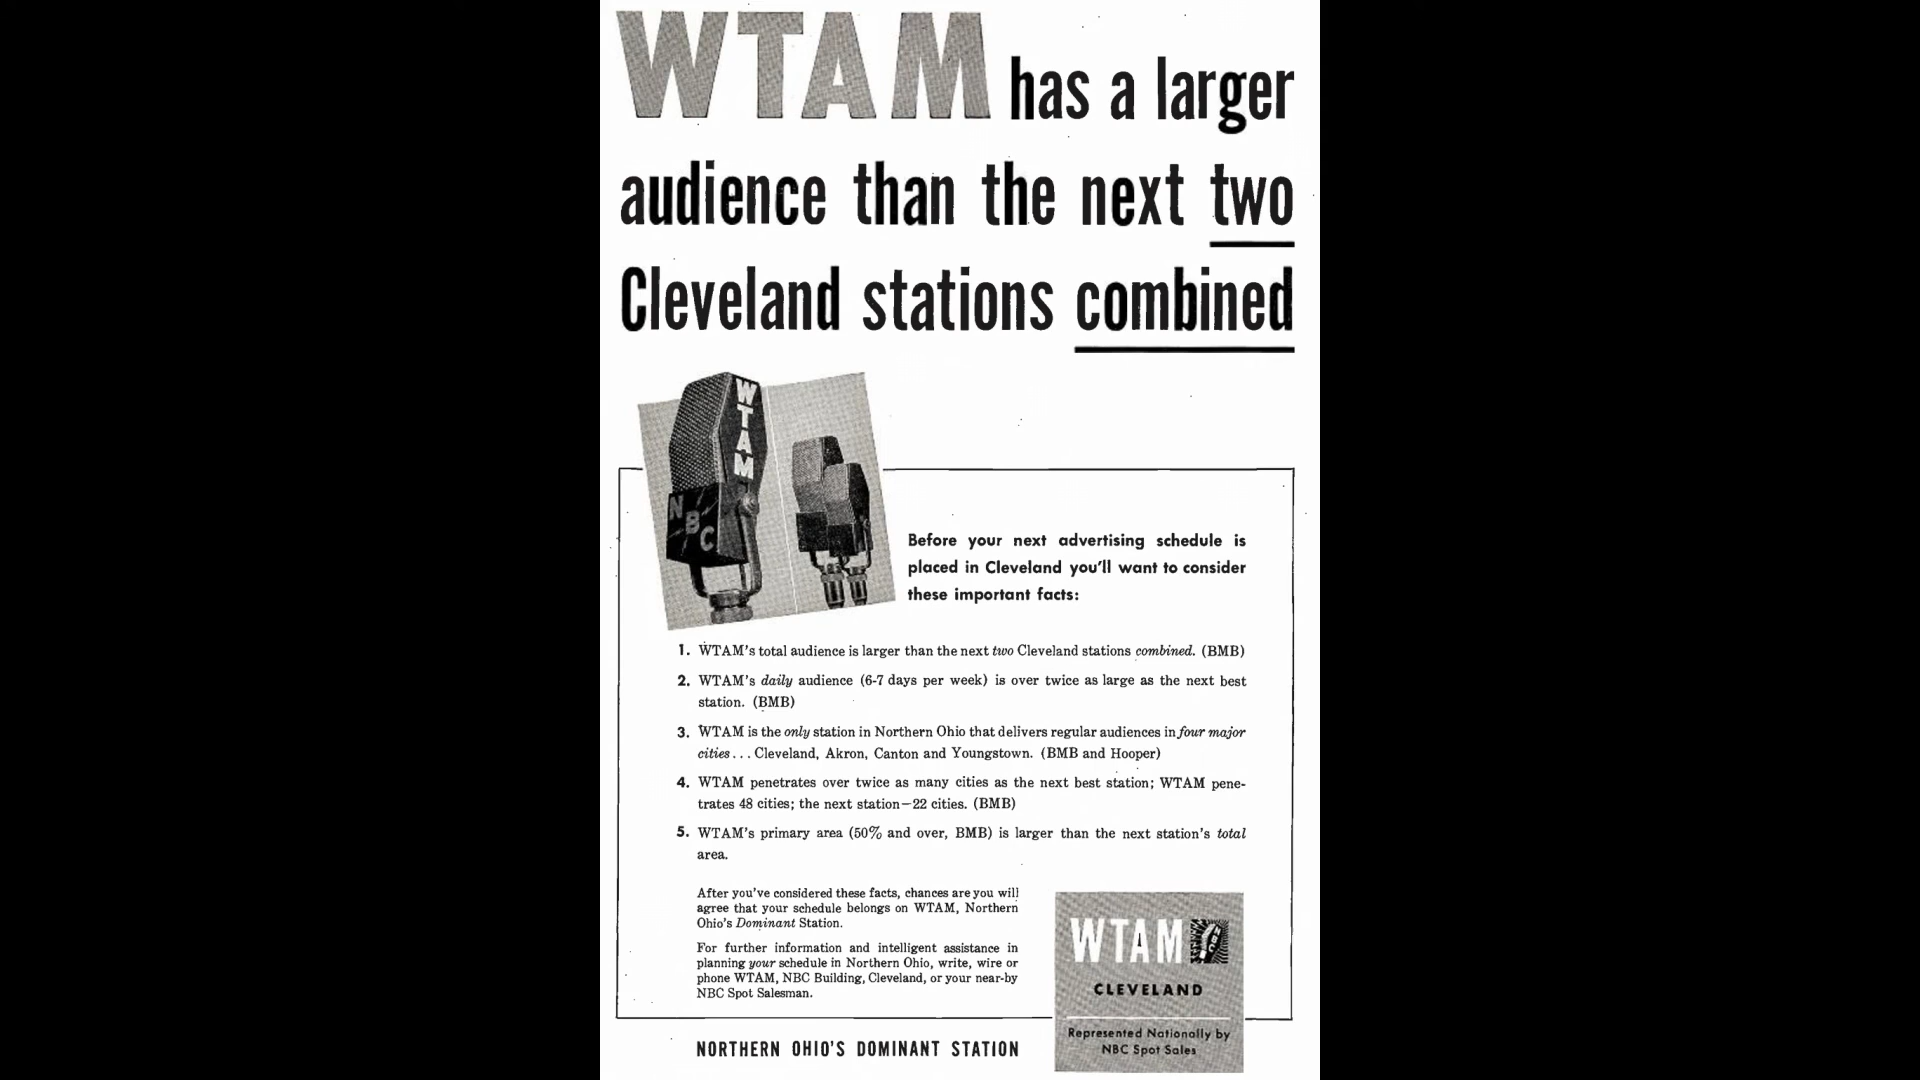 WTAM has a larger
audience than the next two
Cleveland stations combined
WTAM
NBC
Before your next advertising schedule is
placed in Cleveland you'll want to consider
these important facts:
1. WTAM's total audience is larger than the next two Cleveland stations combined. (BMB)
2. WTAM's daily audience (6-7 days per week) is over twice as large as the next best
station. (BMB)
3. WTAM is the only station in Northern Ohio that delivers regular audiences in four major
cities... Cleveland, Akron, Canton and Youngstown. (BMB and Hooper)
4. WTAM penetrates over twice as many cities as the next best station; WTAM pene-
trates 48 cities; the next station—22 cities. (BMB)
5. WTAM's primary area (50% and over, BMB) is larger than the next station's total
area.
After you've considered these facts, chances are you will
agree that your schedule belongs on WTAM, Northern
Ohio's Dominant Station.
For further information and intelligent assistance in
planning your schedule in Northern Ohio, write, wire or
phone WTAM, NBC Building, Cleveland, or your near-by
NBC Spot Salesman.
NORTHERN OHIO'S DOMINANT STATION
WTAM NBC
CLEVELAND
Represented Nationally by
NBC Spot Sales